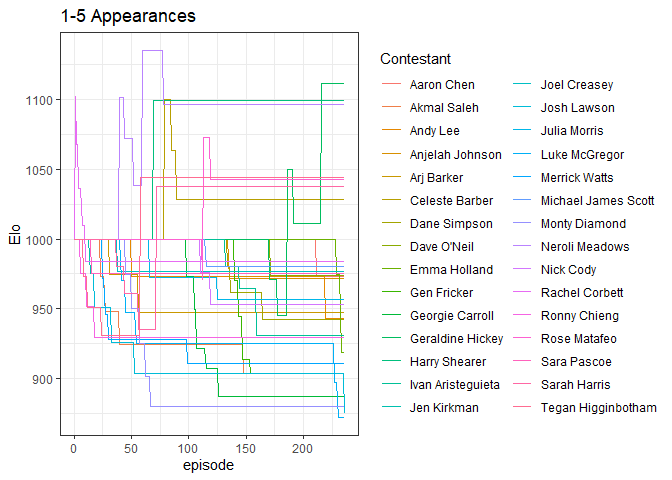 1-5 Appearances
Elo
1100
1050
1000
950
900
0
50
100
150
200
episode
Contestant
Aaron Chen
Akmal Saleh
Andy Lee
Anjelah Johnson
Arj Barker
Celeste Barber
Dane Simpson
Dave O'Neil
Emma Holland
Gen Fricker
Georgie Carroll
Geraldine Hickey
Harry Shearer
Ivan Aristeguieta
Jen Kirkman
Joel Creasey
Josh Lawson
Julia Morris
Luke McGregor
Merrick Watts
Michael James Scott
Monty Diamond
Neroli Meadows
Nick Cody
Rachel Corbett
Ronny Chieng
Rose Matafeo
Sara Pascoe
Sarah Harris
Tegan Higginbotham